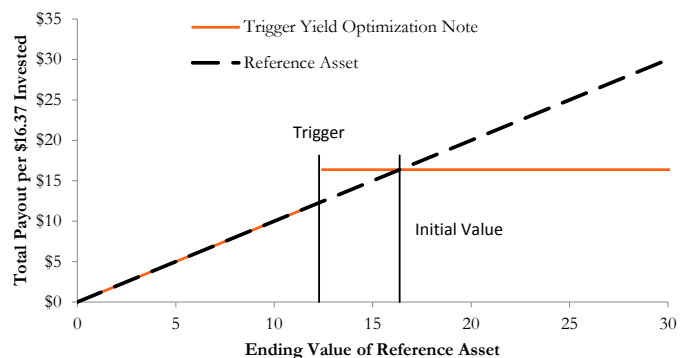 $35
Trigger Yield Optimization Note
$30
Reference Asset
$25
$20
Trigger
$15
Initial Value
$10
$5
$0
0 5 10 15 20 25 30
Total Payout per $16.37 Invested
Ending Value of Reference Asset